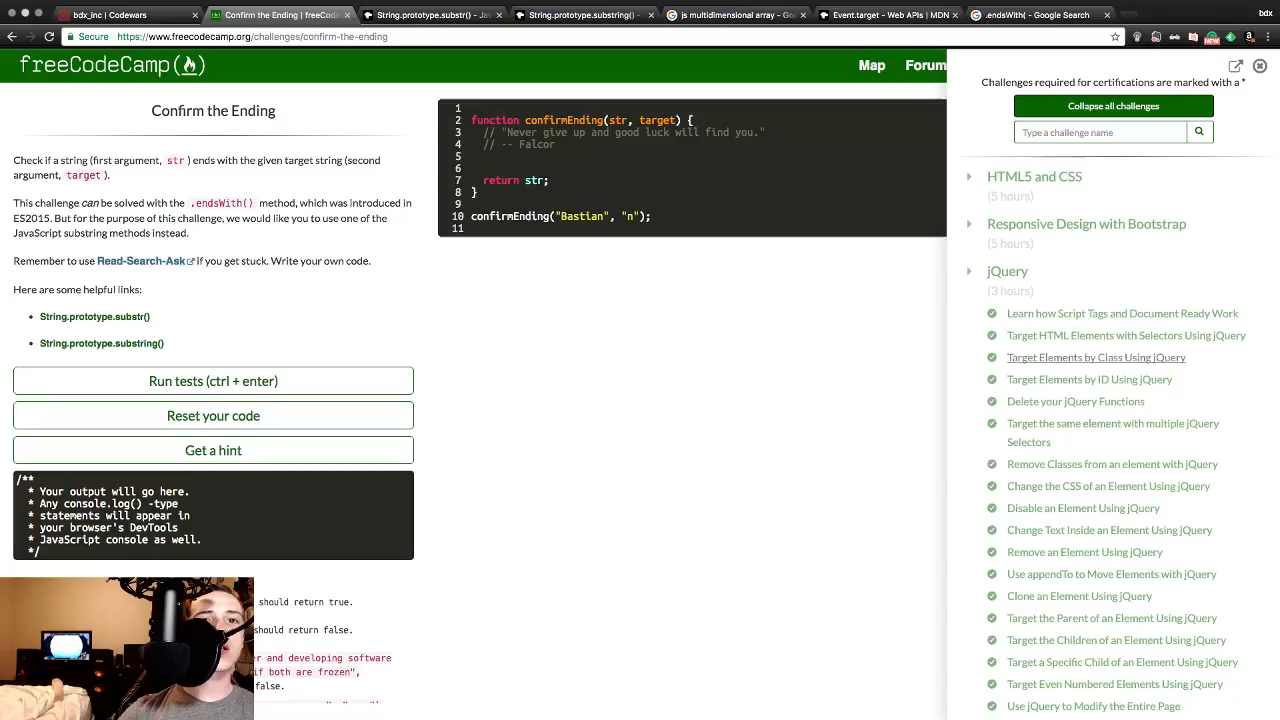 bdx_inc | Codewars
Confirm the Ending | freeCod
String.prototype.substr() - Jav
String.prototype.substring() -
js multidimensional array - Go
Event.target - Web APIs | MDN
.endsWith( - Google Search
bdx
Secure
https://www.freecodecamp.org/challenges/confirm-the-ending
NEW
freeCodeCamp
Map
Forum
Confirm the Ending
Check if a string (first argument, str ) ends with the given target string (second
argument, target ).
This challenge can be solved with the .endsWith() method, which was introduced in
ES2015. But for the purpose of this challenge, we would like you to use one of the
JavaScript substring methods instead.
Remember to use Read-Search-Ask if you get stuck. Write your own code.
Here are some helpful links:
• String.prototype.substr()
• String.prototype.substring()
Run tests (ctrl + enter)
Reset your code
Get a hint
/**
* Your output will go here.
* Any console.log() -type
* statements will appear in
* your browser's DevTools
* JavaScript console as well.
*/
should return true.
should return false.
er and developing software
if both are frozen",
false.
1
2 function confirmEnding(str, target) {
3 // "Never give up and good luck will find you."
4 // -- Falcor
5
6
7 return str;
8 }
9
10 confirmEnding("Bastian", "n");
11
Challenges required for certifications are marked with a *
Collapse all challenges
Type a challenge name
HTML5 and CSS
(5 hours)
Responsive Design with Bootstrap
(5 hours)
jQuery
(3 hours)
Learn how Script Tags and Document Ready Work
Target HTML Elements with Selectors Using jQuery
Target Elements by Class Using jQuery
Target Elements by ID Using jQuery
Delete your jQuery Functions
Target the same element with multiple jQuery
Selectors
Remove Classes from an element with jQuery
Change the CSS of an Element Using jQuery
Disable an Element Using jQuery
Change Text Inside an Element Using jQuery
Remove an Element Using jQuery
Use appendTo to Move Elements with jQuery
Clone an Element Using jQuery
Target the Parent of an Element Using jQuery
Target the Children of an Element Using jQuery
Target a Specific Child of an Element Using jQuery
Target Even Numbered Elements Using jQuery
Use jQuery to Modify the Entire Page